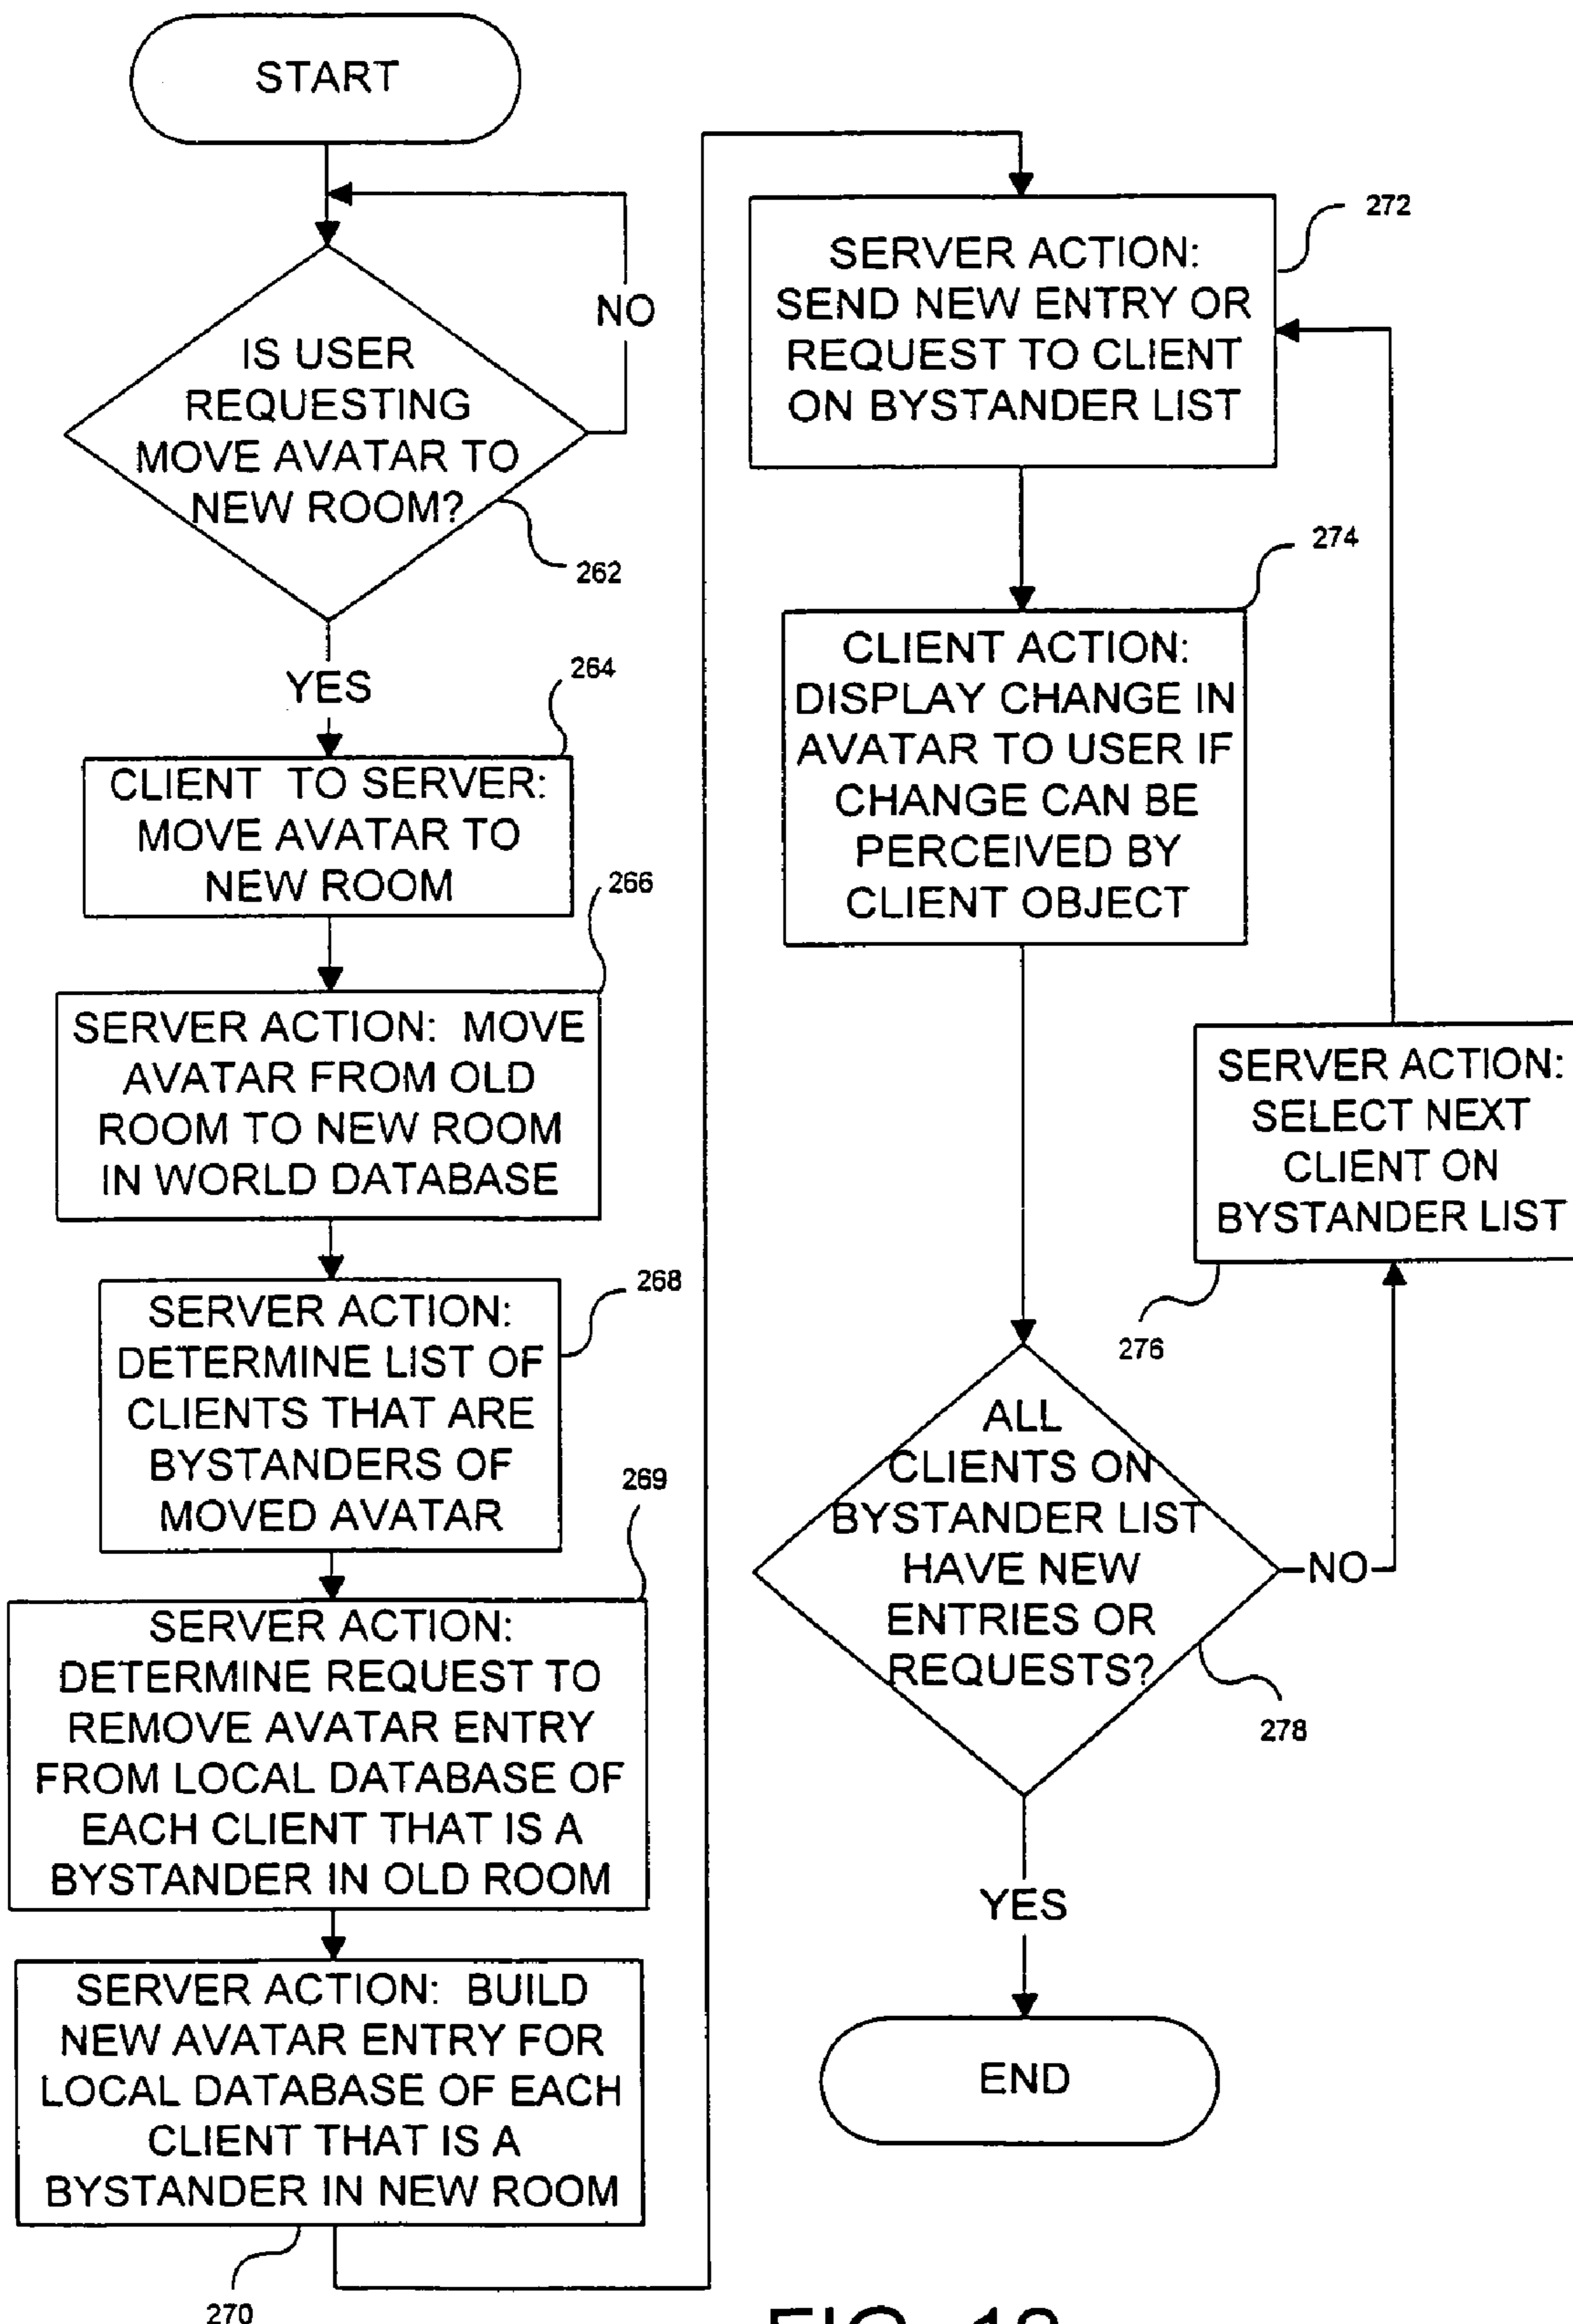 START
IS USER
REQUESTING
MOVE AVATAR TO
NEW ROOM?
NO
262
YES
264
CLIENT TO SERVER:
MOVE AVATAR TO
NEW ROOM
266
SERVER ACTION: MOVE
AVATAR FROM OLD
ROOM TO NEW ROOM
IN WORLD DATABASE
268
SERVER ACTION:
DETERMINE LIST OF
CLIENTS THAT ARE
BYSTANDERS OF
MOVED AVATAR
269
SERVER ACTION:
DETERMINE REQUEST TO
REMOVE AVATAR ENTRY
FROM LOCAL DATABASE OF
EACH CLIENT THAT IS A
BYSTANDER IN OLD ROOM
SERVER ACTION: BUILD
NEW AVATAR ENTRY FOR
LOCAL DATABASE OF EACH
CLIENT THAT IS A
BYSTANDER IN NEW ROOM
270
272
SERVER ACTION:
SEND NEW ENTRY OR
REQUEST TO CLIENT
ON BYSTANDER LIST
274
CLIENT ACTION:
DISPLAY CHANGE IN
AVATAR TO USER IF
CHANGE CAN BE
PERCEIVED BY
CLIENT OBJECT
SERVER ACTION:
SELECT NEXT
CLIENT ON
BYSTANDER LIST
276
ALL
CLIENTS ON
BYSTANDER LIST
HAVE NEW
ENTRIES OR
REQUESTS?
NO
278
YES
END
FIG.